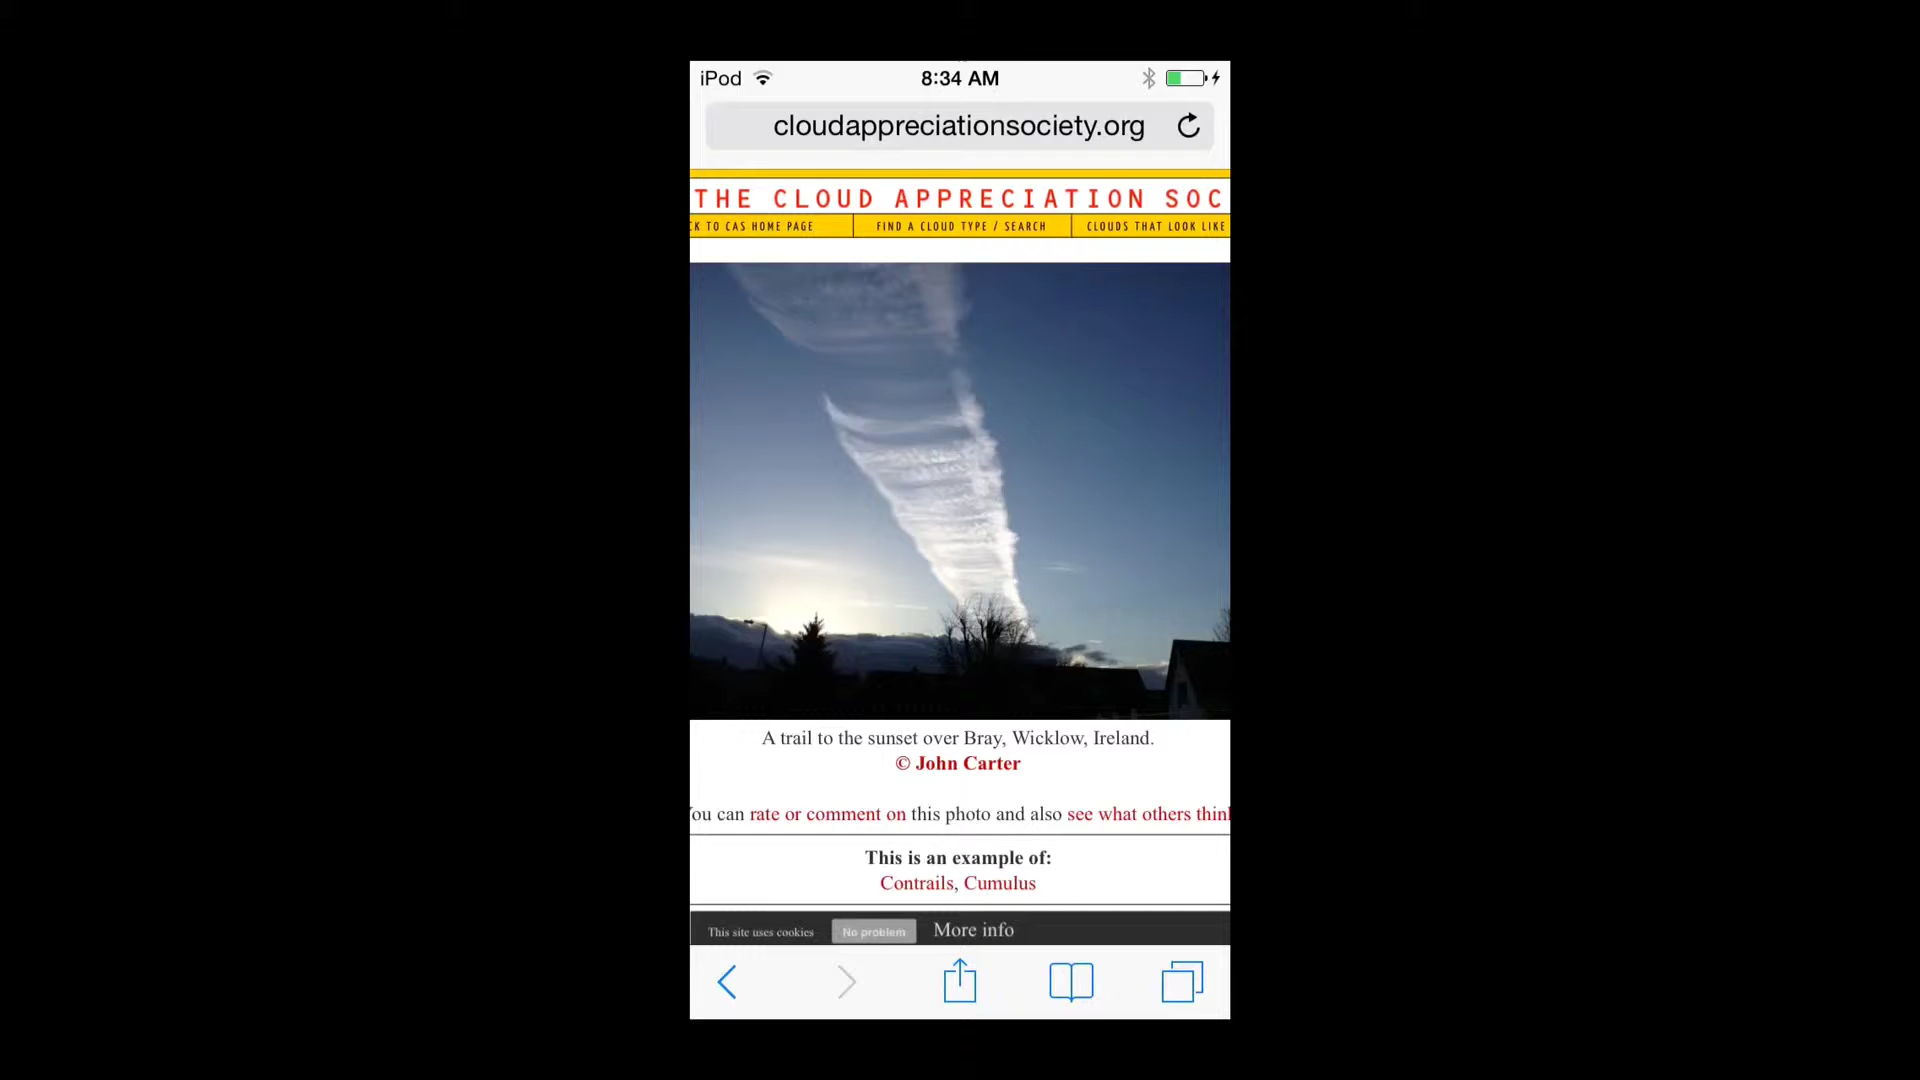 iPod 8:34 AM
cloudappreciationsociety.org
THE CLOUD APPRECIATION SOC
CK TO CAS HOME PAGE FIND A CLOUD TYPE / SEARCH CLOUDS THAT LOOK LIKE
A trail to the sunset over Bray, Wicklow, Ireland.
© John Carter
You can rate or comment on this photo and also see what others think
This is an example of:
Contrails, Cumulus
This site uses cookies No problem More info